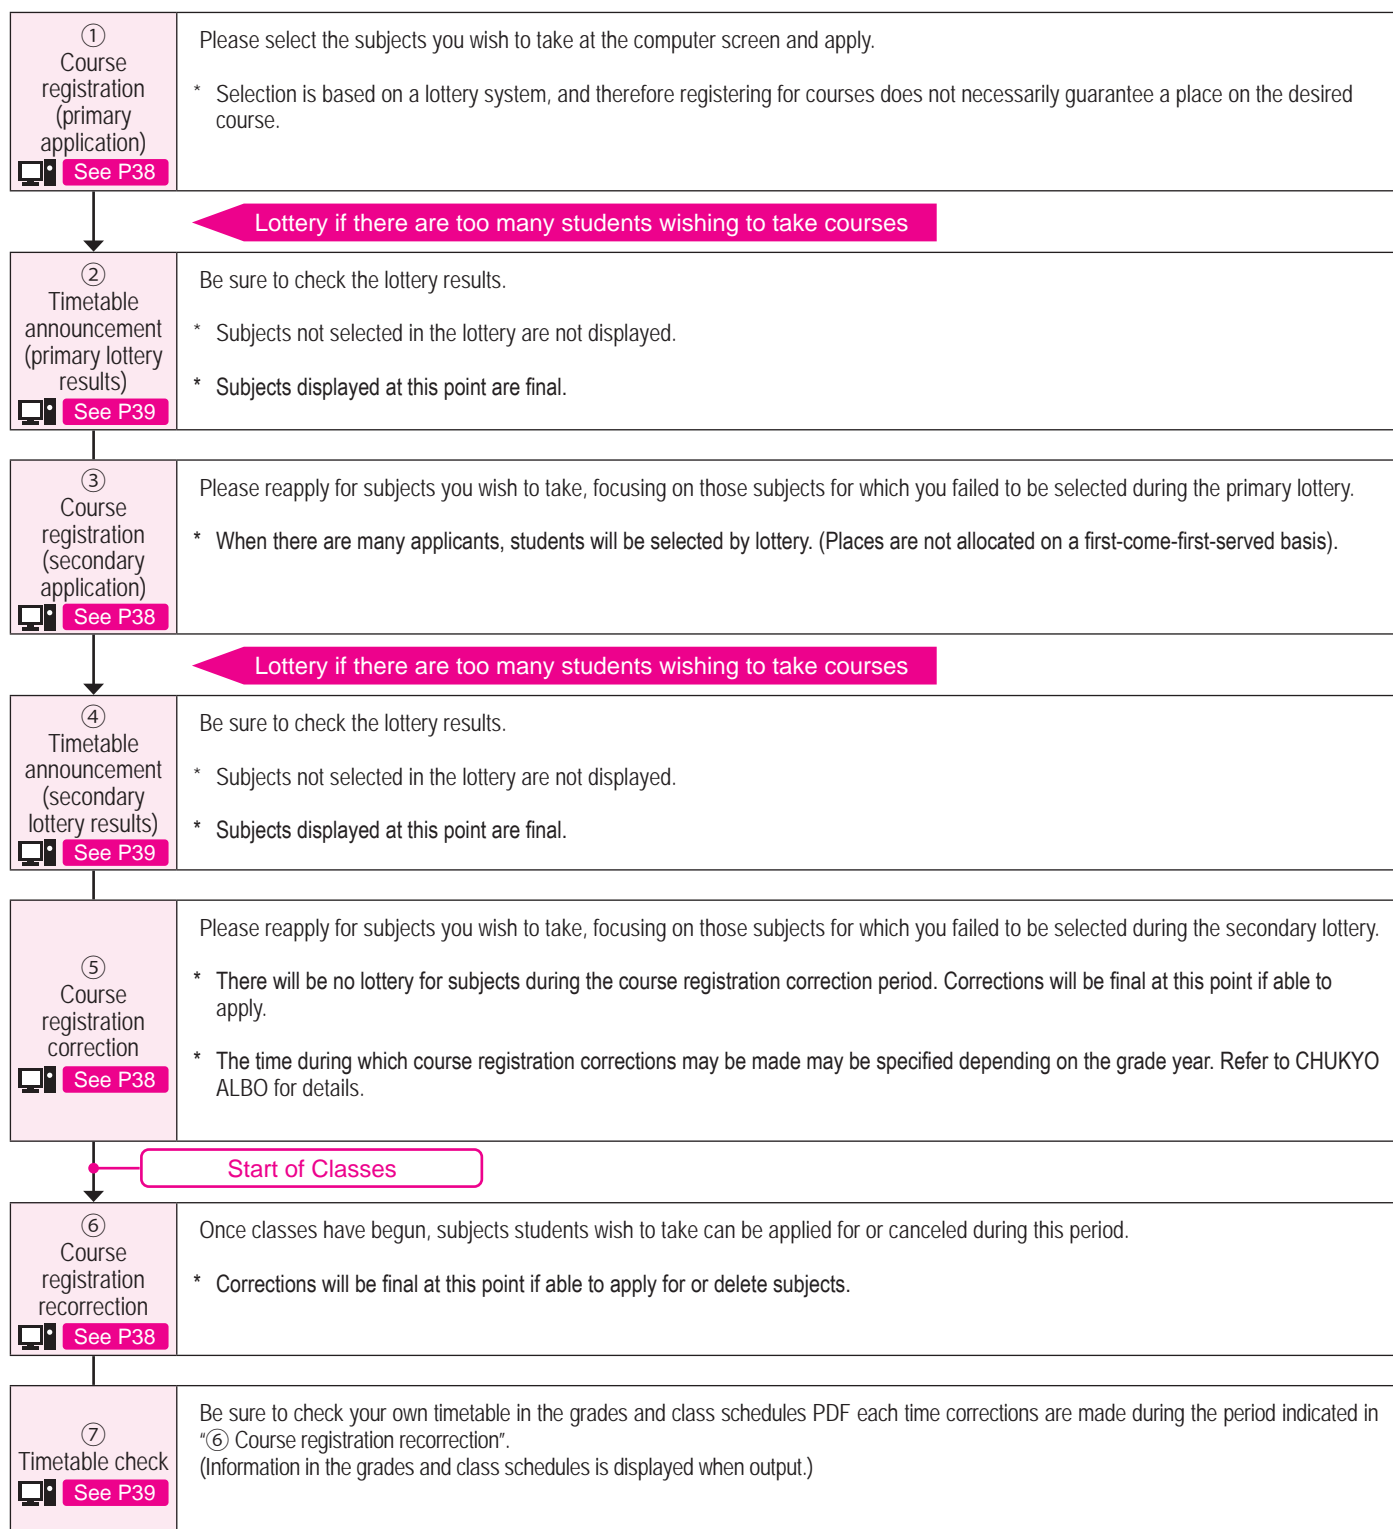 ①
Course
registration
(primary
application)
See P38
Please select the subjects you wish to take at the computer screen and apply.
* Selection is based on a lottery system, and therefore registering for courses does not necessarily guarantee a place on the desired
course.
Lottery if there are too many students wishing to take courses
②
Timetable
announcement
(primary lottery
results)
See P39
Be sure to check the lottery results.
* Subjects not selected in the lottery are not displayed.
* Subjects displayed at this point are final.
③
Course
registration
(secondary
application)
See P38
Please reapply for subjects you wish to take, focusing on those subjects for which you failed to be selected during the primary lottery.
* When there are many applicants, students will be selected by lottery. (Places are not allocated on a first-come-first-served basis).
Lottery if there are too many students wishing to take courses
④
Timetable
announcement
(secondary
lottery results)
See P39
Be sure to check the lottery results.
* Subjects not selected in the lottery are not displayed.
* Subjects displayed at this point are final.
⑤
Course
registration
correction
See P38
Please reapply for subjects you wish to take, focusing on those subjects for which you failed to be selected during the secondary lottery.
* There will be no lottery for subjects during the course registration correction period. Corrections will be final at this point if able to
apply.
* The time during which course registration corrections may be made may be specified depending on the grade year. Refer to CHUKYO
ALBO for details.
Start of Classes
⑥
Course
registration
recorrection
See P38
Once classes have begun, subjects students wish to take can be applied for or canceled during this period.
* Corrections will be final at this point if able to apply for or delete subjects.
⑦
Timetable check
See P39
Be sure to check your own timetable in the grades and class schedules PDF each time corrections are made during the period indicated in
“⑥ Course registration recorrection”.
(Information in the grades and class schedules is displayed when output.)